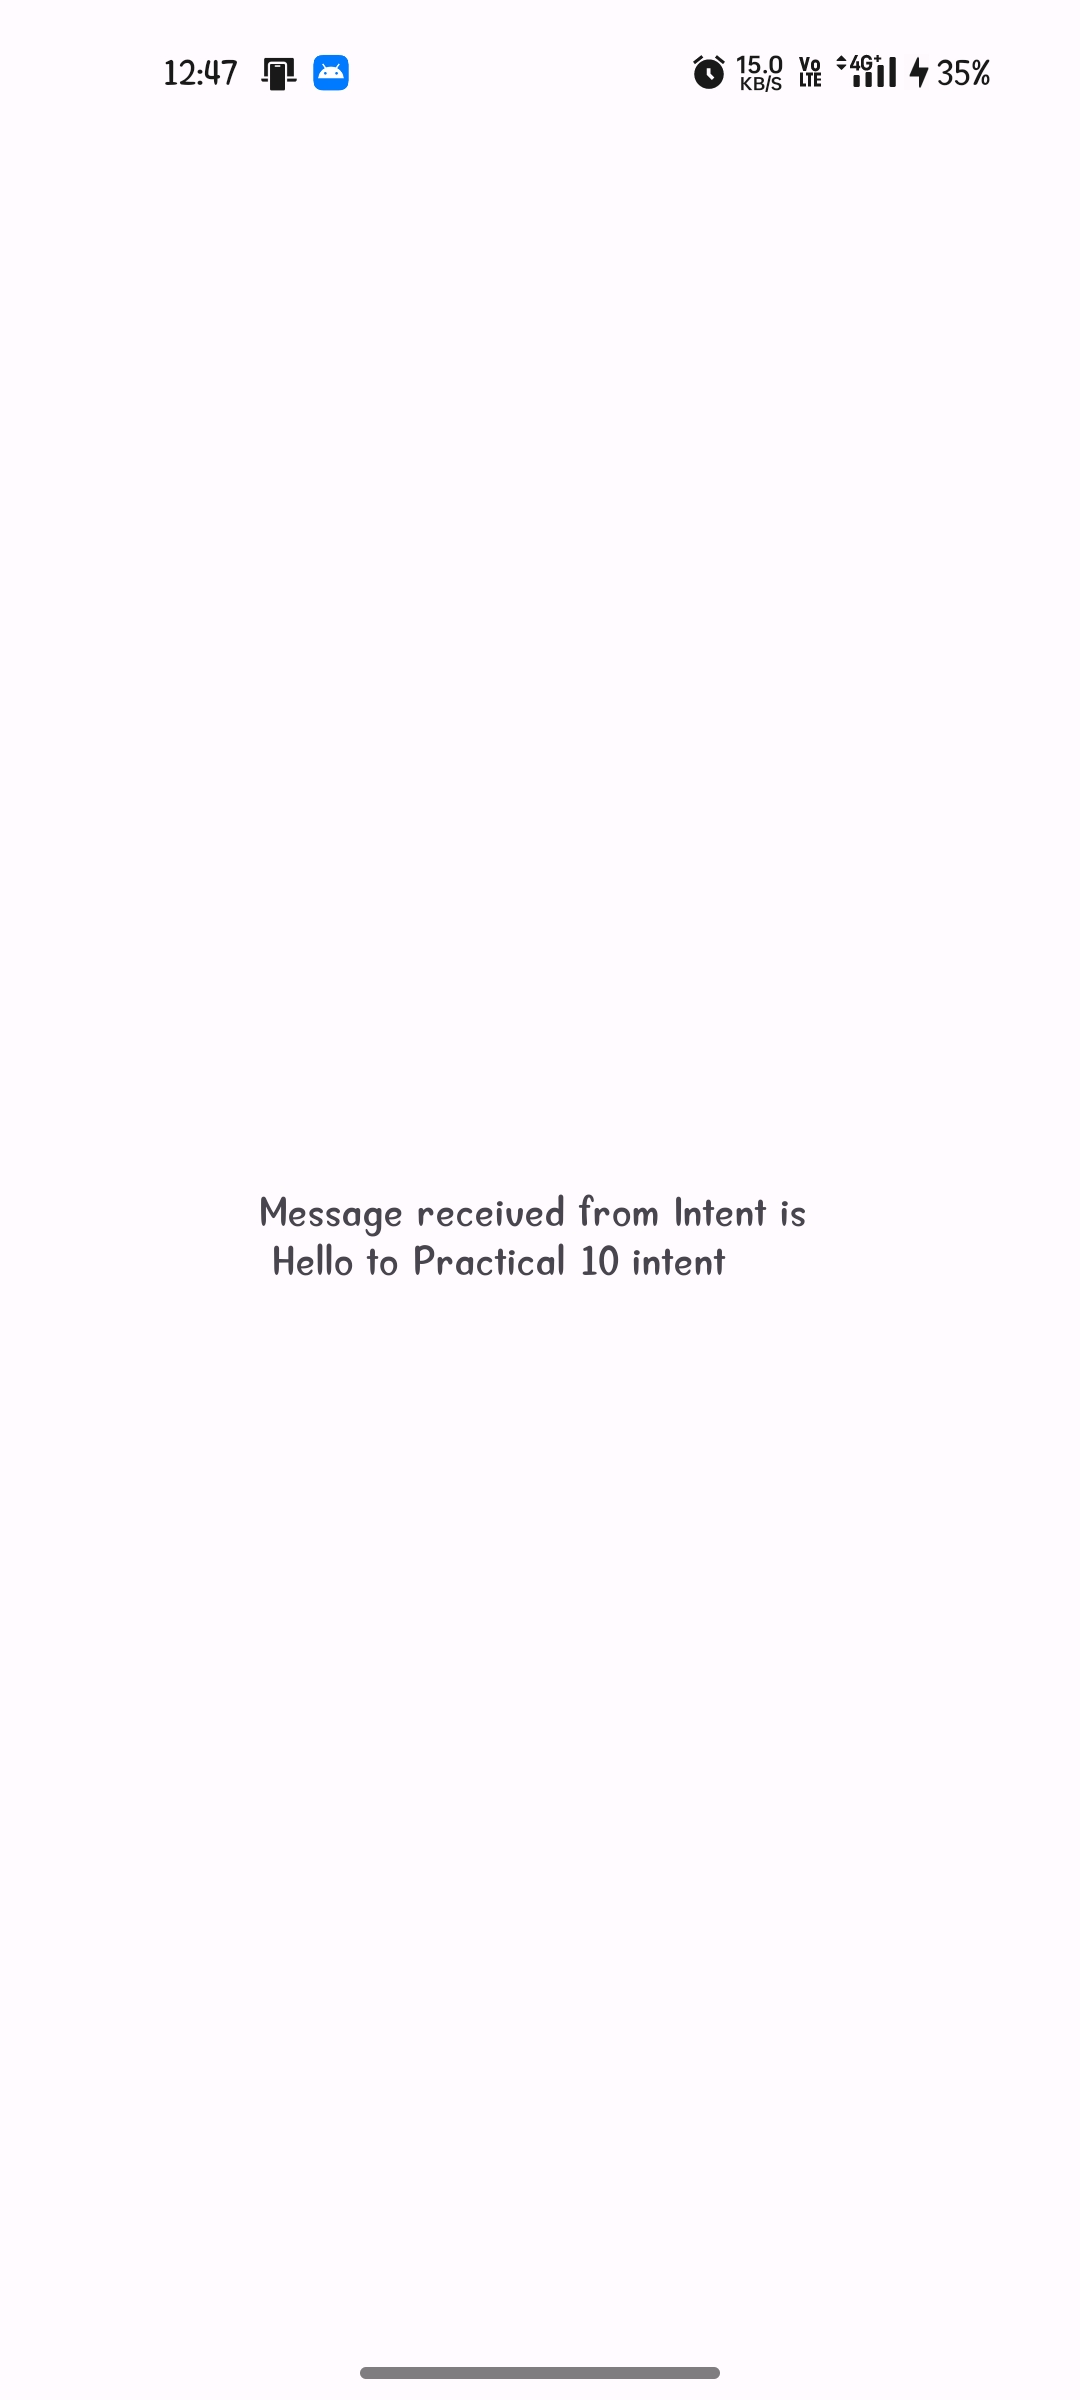 12:47 15.0 KB/S Vo LTE 4G+ 35%
Message received from Intent is
Hello to Practical 10 intent